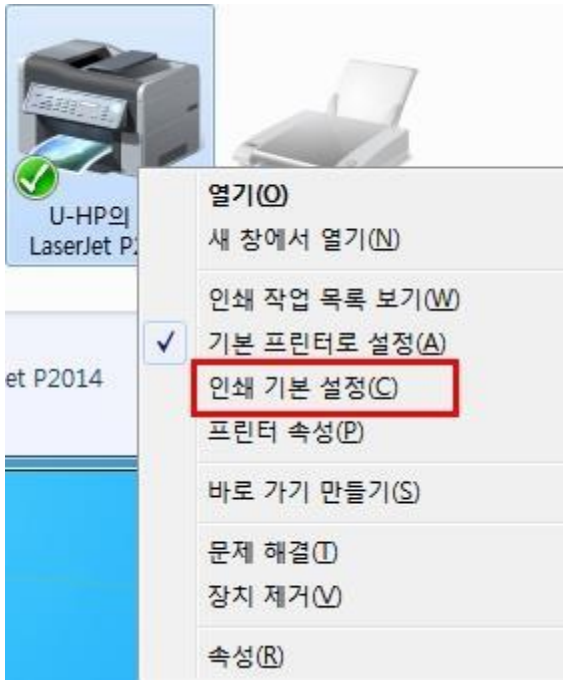 U-HP의
LaserJet P2
et P2014
열기(O)
새 창에서 열기(N)
인쇄 작업 목록 보기(W)
기본 프린터로 설정(A)
인쇄 기본 설정(C)
프린터 속성(P)
바로 가기 만들기(S)
문제 해결(T)
장치 제거(V)
속성(R)